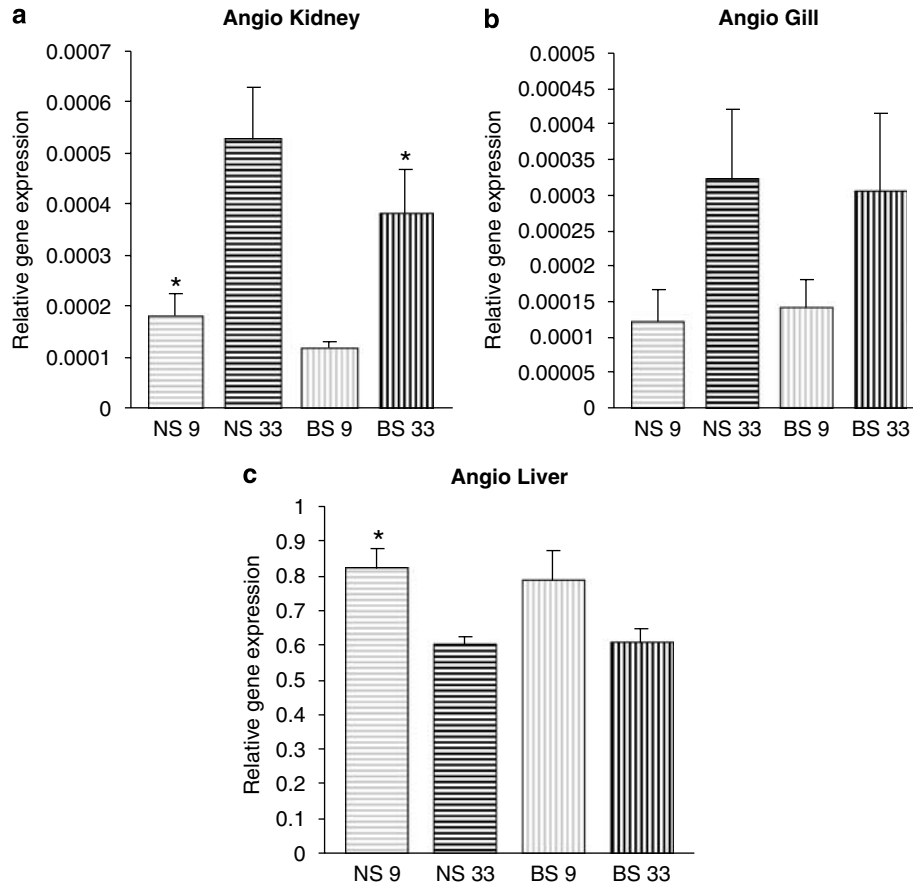 a
Angio Kidney
Relative gene expression
0.0007
0.0006
0.0005
0.0004
0.0003
0.0002
0.0001
0
*
*
NS 9 NS 33 BS 9 BS 33
b
Angio Gill
Relative gene expression
0.0005
0.00045
0.0004
0.00035
0.0003
0.00025
0.0002
0.00015
0.0001
0.00005
0
NS 9 NS 33 BS 9 BS 33
c
Angio Liver
Relative gene expression
1
0.9
0.8
0.7
0.6
0.5
0.4
0.3
0.2
0.1
0
*
NS 9 NS 33 BS 9 BS 33